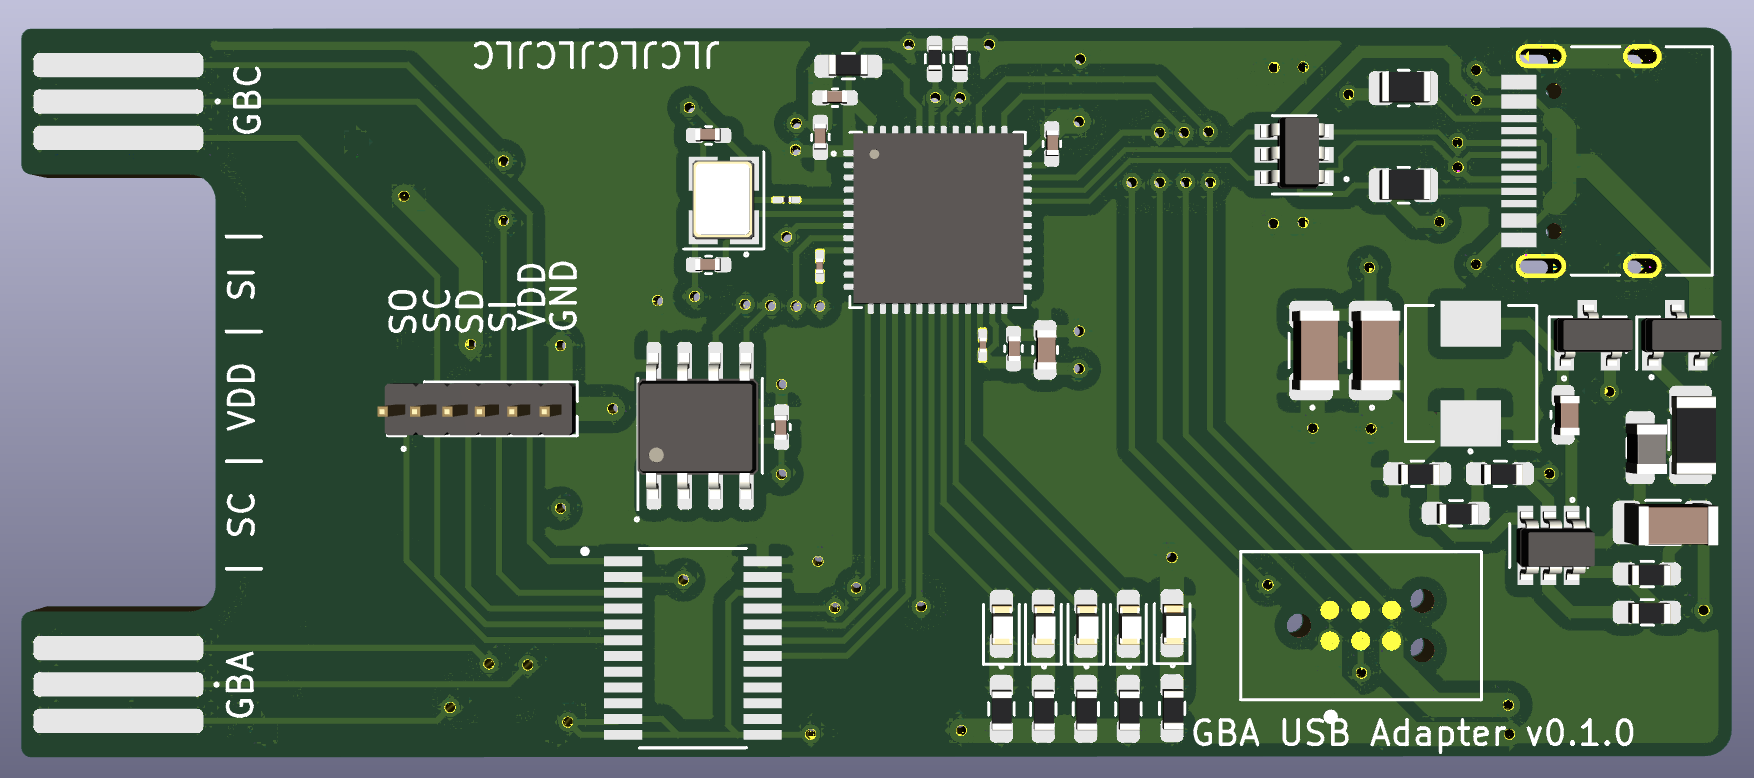 JLCJLCJLCJLC
GBC
| SC | VDD | SI |
SO
SC
SD
SI
VDD
GND
GBA
GBA USB Adapter v0.1.0